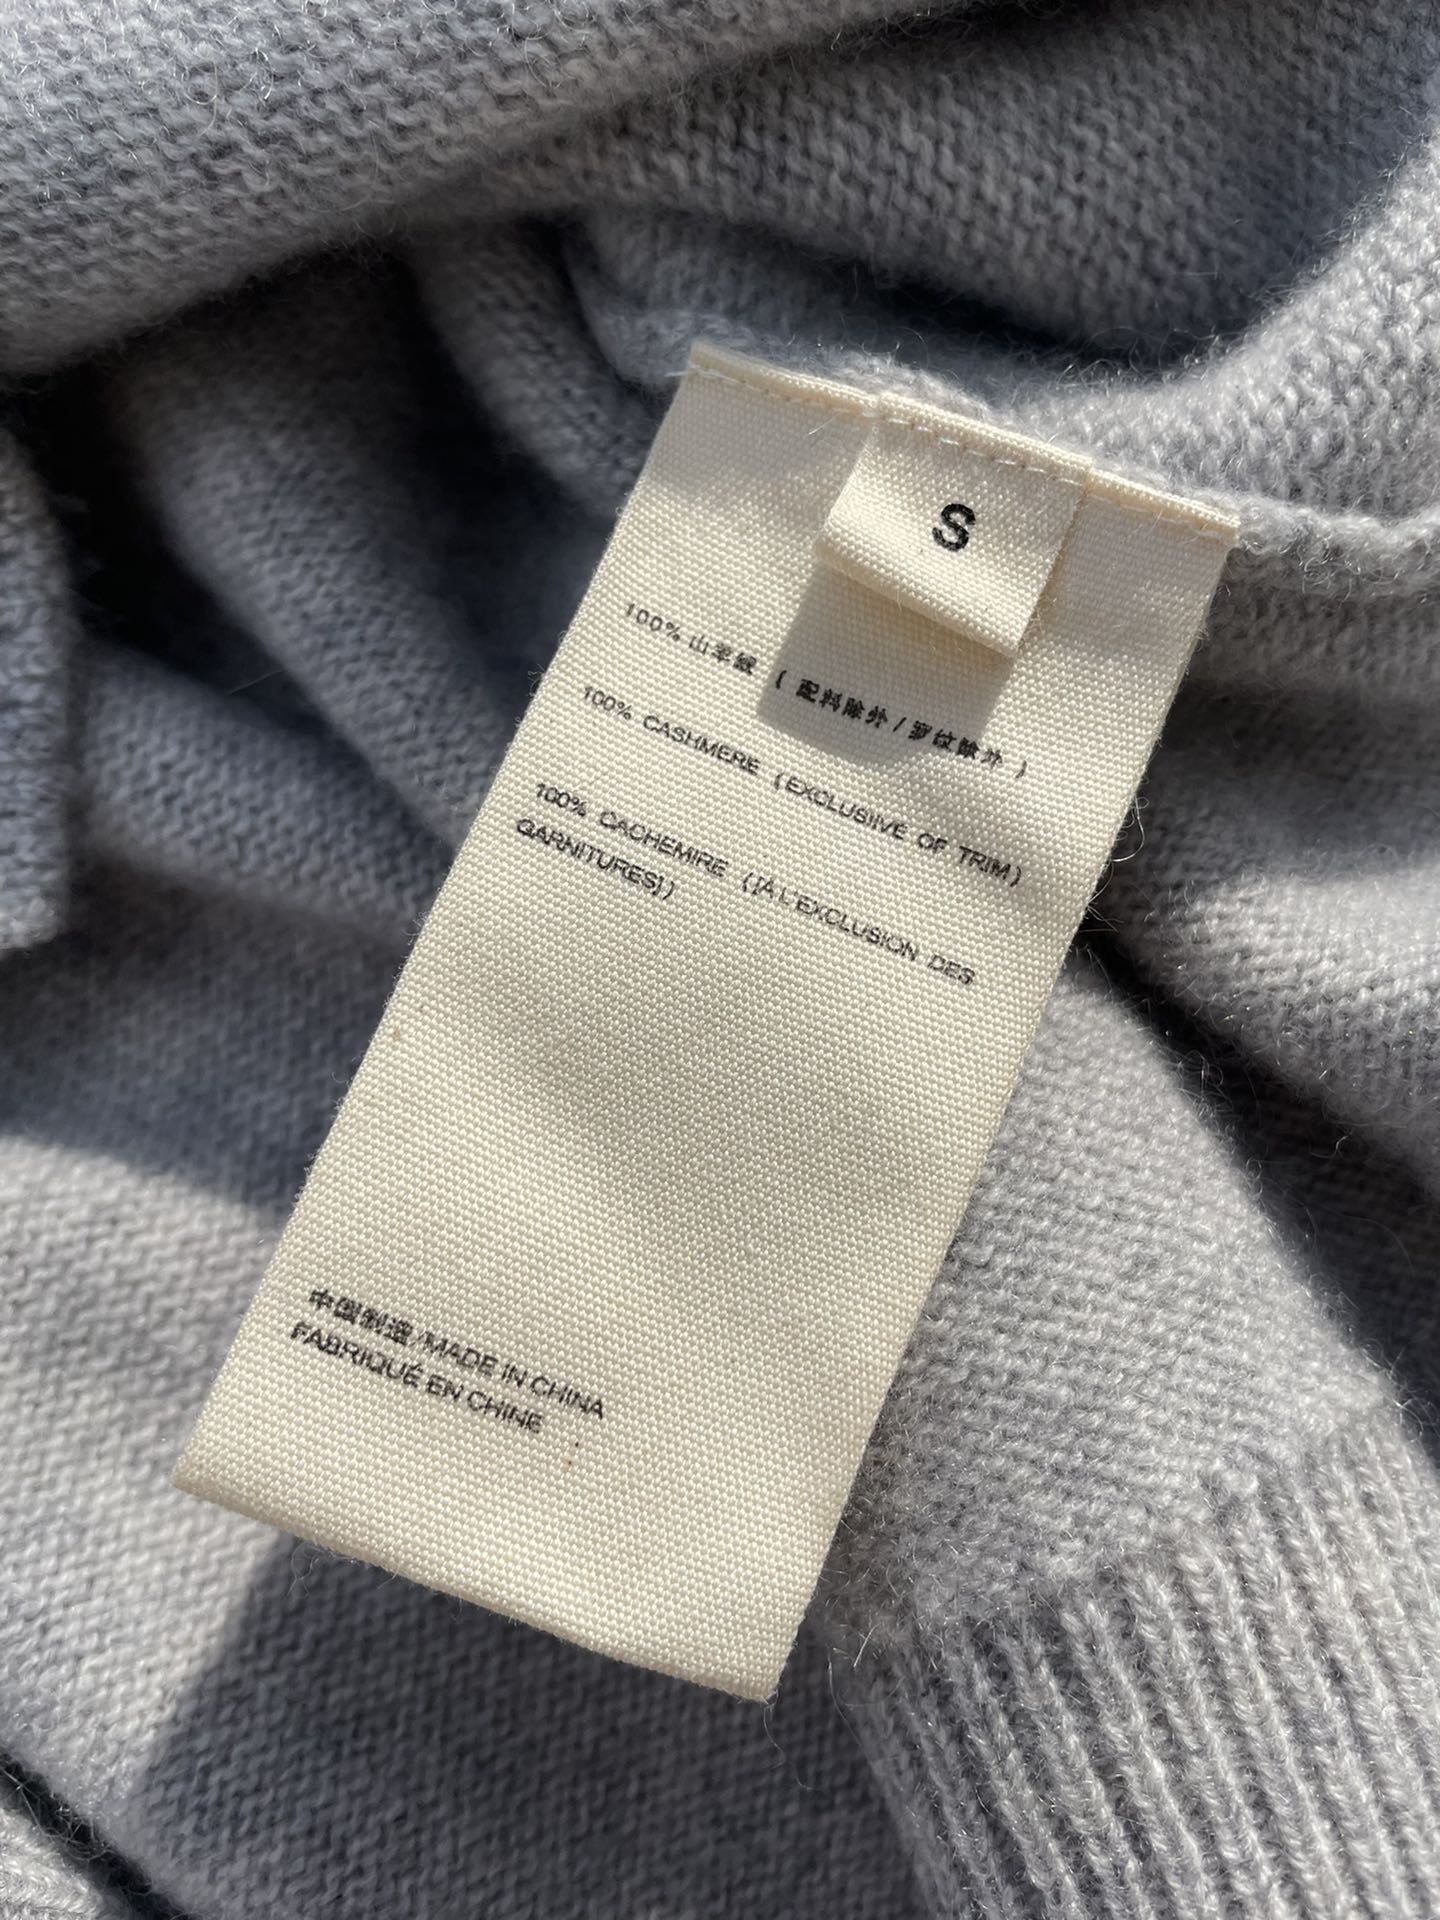 S
100% 山羊绒 ( 配料除外 / 罗纹除外 )
100% CASHMERE (EXCLUSIIVE OF TRIM)
100% CACHEMIRE ([À L'EXCLUSION DES
GARNITURES])
中国制造/MADE IN CHINA
FABRIQUÉ EN CHINE